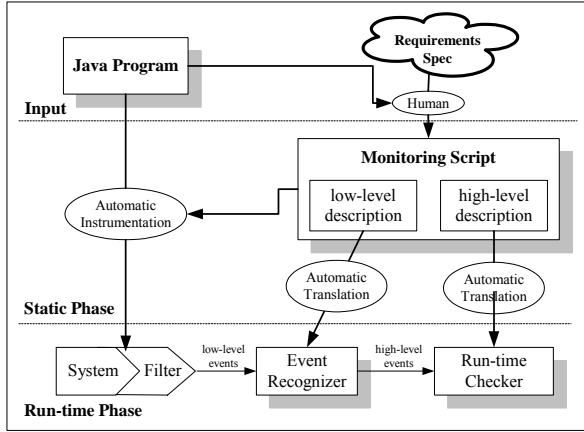 Requirements
Spec
Java Program
Human
Input
Monitoring Script
low-level
description
high-level
description
Automatic
Instrumentation
Automatic
Translation
Automatic
Translation
Static Phase
System
Filter
low-level
events
Event
Recognizer
high-level
events
Run-time
Checker
Run-time Phase